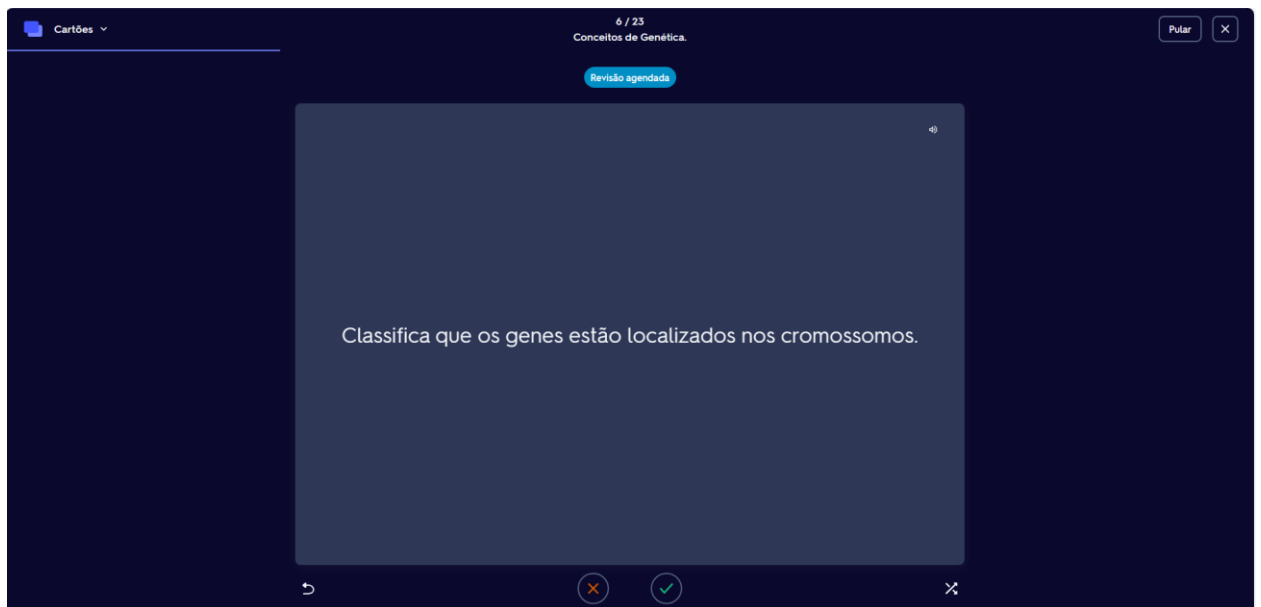 Cartões
6 / 23
Conceitos de Genética.
Pular
Revisão agendada
Classifica que os genes estão localizados nos cromossomos.